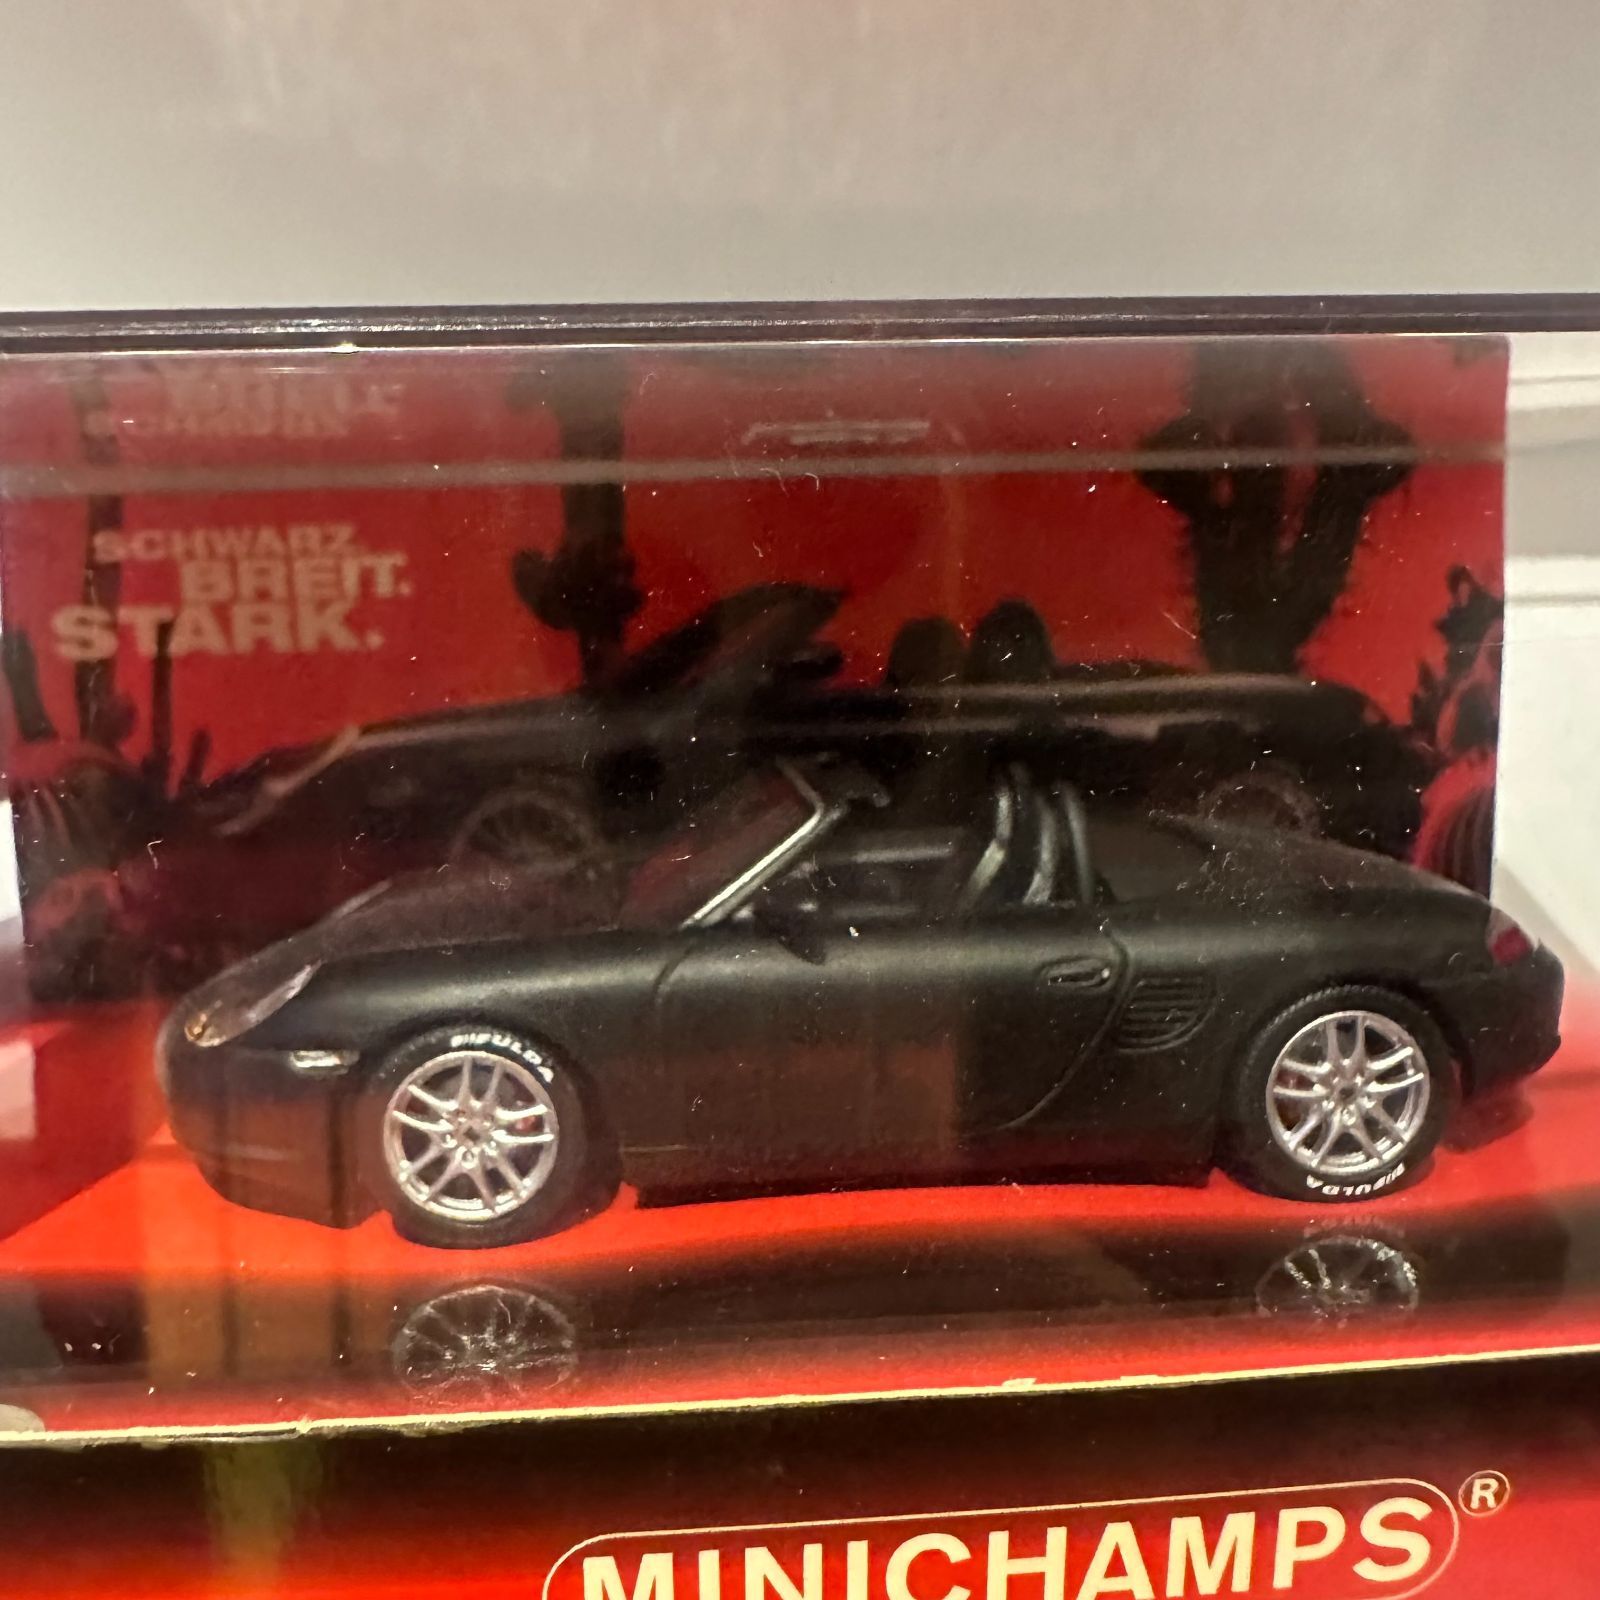 SCHWARZ.
BREIT.
STARK.
FULDA
FULDA
MINICHAMPS®